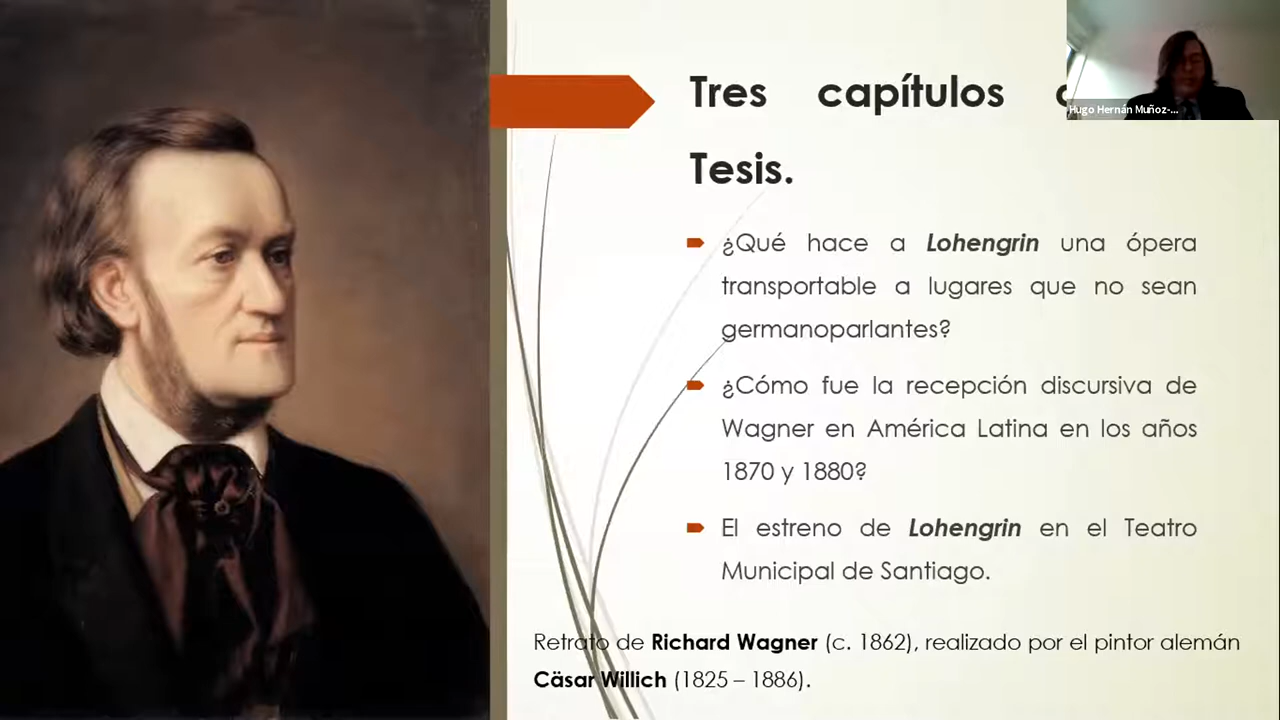 Tres capítulos
Tesis.
Hugo Hernán Muñoz-...
¿Qué hace a Lohengrin una ópera
transportable a lugares que no sean
germanoparlantes?
¿Cómo fue la recepción discursiva de
Wagner en América Latina en los años
1870 y 1880?
El estreno de Lohengrin en el Teatro
Municipal de Santiago.
Retrato de Richard Wagner (c. 1862), realizado por el pintor alemán
Cäsar Willich (1825 – 1886).